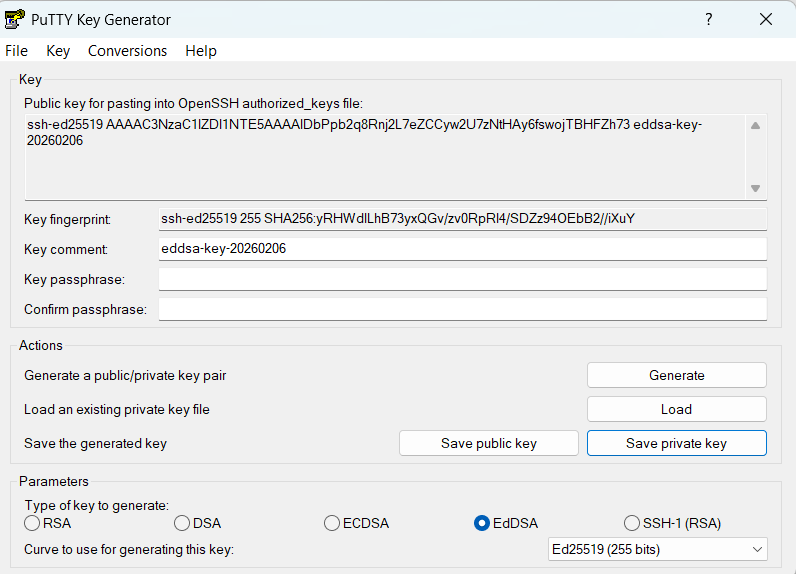 PuTTY Key Generator
?
File Key Conversions Help
Key
Public key for pasting into OpenSSH authorized_keys file:
ssh-ed25519 AAAAC3NzaC1lZDI1NTE5AAAAIDbPpb2q8Rnj2L7eZCCyw2U7zNtHAy6fswojTBHFZh73 eddsa-key-
20260206
Key fingerprint: ssh-ed25519 255 SHA256:yRHWdILhB73yxQGv/zv0RpRI4/SDZz94OEbB2//iXuY
Key comment: eddsa-key-20260206
Key passphrase:
Confirm passphrase:
Actions
Generate a public/private key pair Generate
Load an existing private key file Load
Save the generated key Save public key Save private key
Parameters
Type of key to generate:
RSA DSA ECDSA EdDSA SSH-1 (RSA)
Curve to use for generating this key: Ed25519 (255 bits)